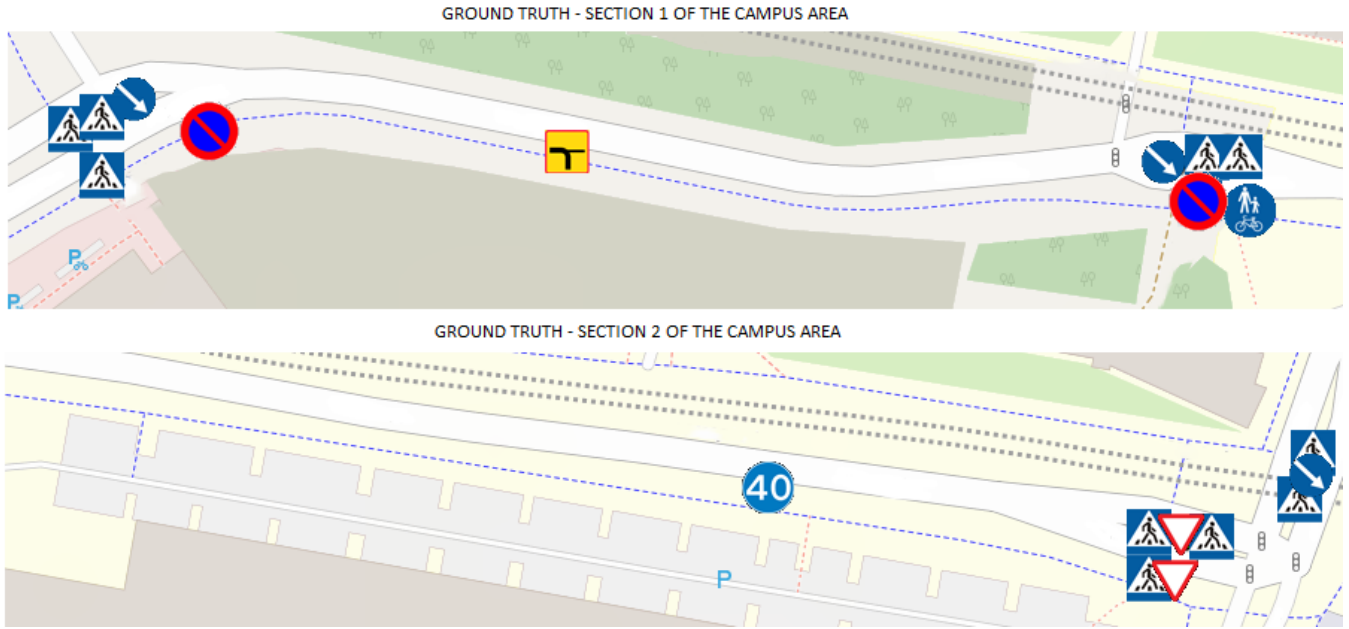 GROUND TRUTH - SECTION 1 OF THE CAMPUS AREA
P
P
GROUND TRUTH - SECTION 2 OF THE CAMPUS AREA
40
P